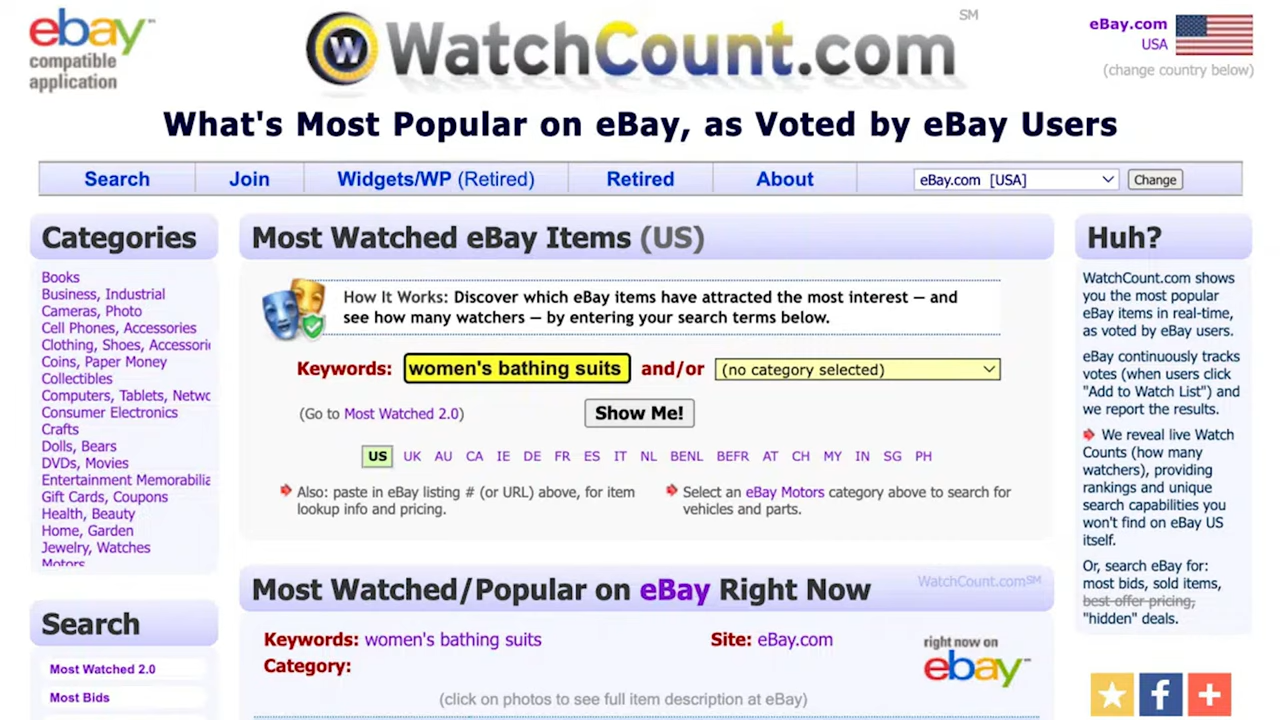 ebay™
compatible
application
W WatchCount.com SM
eBay.com
USA
(change country below)
What's Most Popular on eBay, as Voted by eBay Users
Search Join Widgets/WP (Retired) Retired About eBay.com [USA] Change
Categories
Books
Business, Industrial
Cameras, Photo
Cell Phones, Accessories
Clothing, Shoes, Accessori
Coins, Paper Money
Collectibles
Computers, Tablets, Netwc
Consumer Electronics
Crafts
Dolls, Bears
DVDs, Movies
Entertainment Memorabilia
Gift Cards, Coupons
Health, Beauty
Home, Garden
Jewelry, Watches
Motors
Search
Most Watched 2.0
Most Bids
Most Watched eBay Items (US)
How It Works: Discover which eBay items have attracted the most interest — and
see how many watchers — by entering your search terms below.
Keywords: women's bathing suits and/or (no category selected)
(Go to Most Watched 2.0) Show Me!
US UK AU CA IE DE FR ES IT NL BENL BEFR AT CH MY IN SG PH
Also: paste in eBay listing # (or URL) above, for item
lookup info and pricing.
Select an eBay Motors category above to search for
vehicles and parts.
Most Watched/Popular on eBay Right Now WatchCount.com℠
Keywords: women's bathing suits Site: eBay.com
Category:
right now on
ebay™
(click on photos to see full item description at eBay)
Huh?
WatchCount.com shows
you the most popular
eBay items in real-time,
as voted by eBay users.
eBay continuously tracks
votes (when users click
"Add to Watch List") and
we report the results.
We reveal live Watch
Counts (how many
watchers), providing
rankings and unique
search capabilities you
won't find on eBay US
itself.
Or, search eBay for:
most bids, sold items,
best offer pricing,
"hidden" deals.